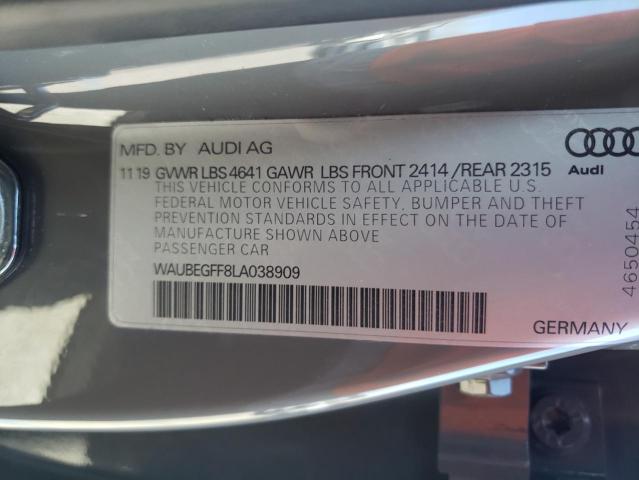 MFD. BY AUDI AG
11 19 GVWR LBS 4641 GAWR LBS FRONT 2414 /REAR 2315
THIS VEHICLE CONFORMS TO ALL APPLICABLE U.S.
FEDERAL MOTOR VEHICLE SAFETY, BUMPER AND THEFT
PREVENTION STANDARDS IN EFFECT ON THE DATE OF
MANUFACTURE SHOWN ABOVE
PASSENGER CAR
WAUBEGFF8LA038909
Audi
4650454
GERMANY